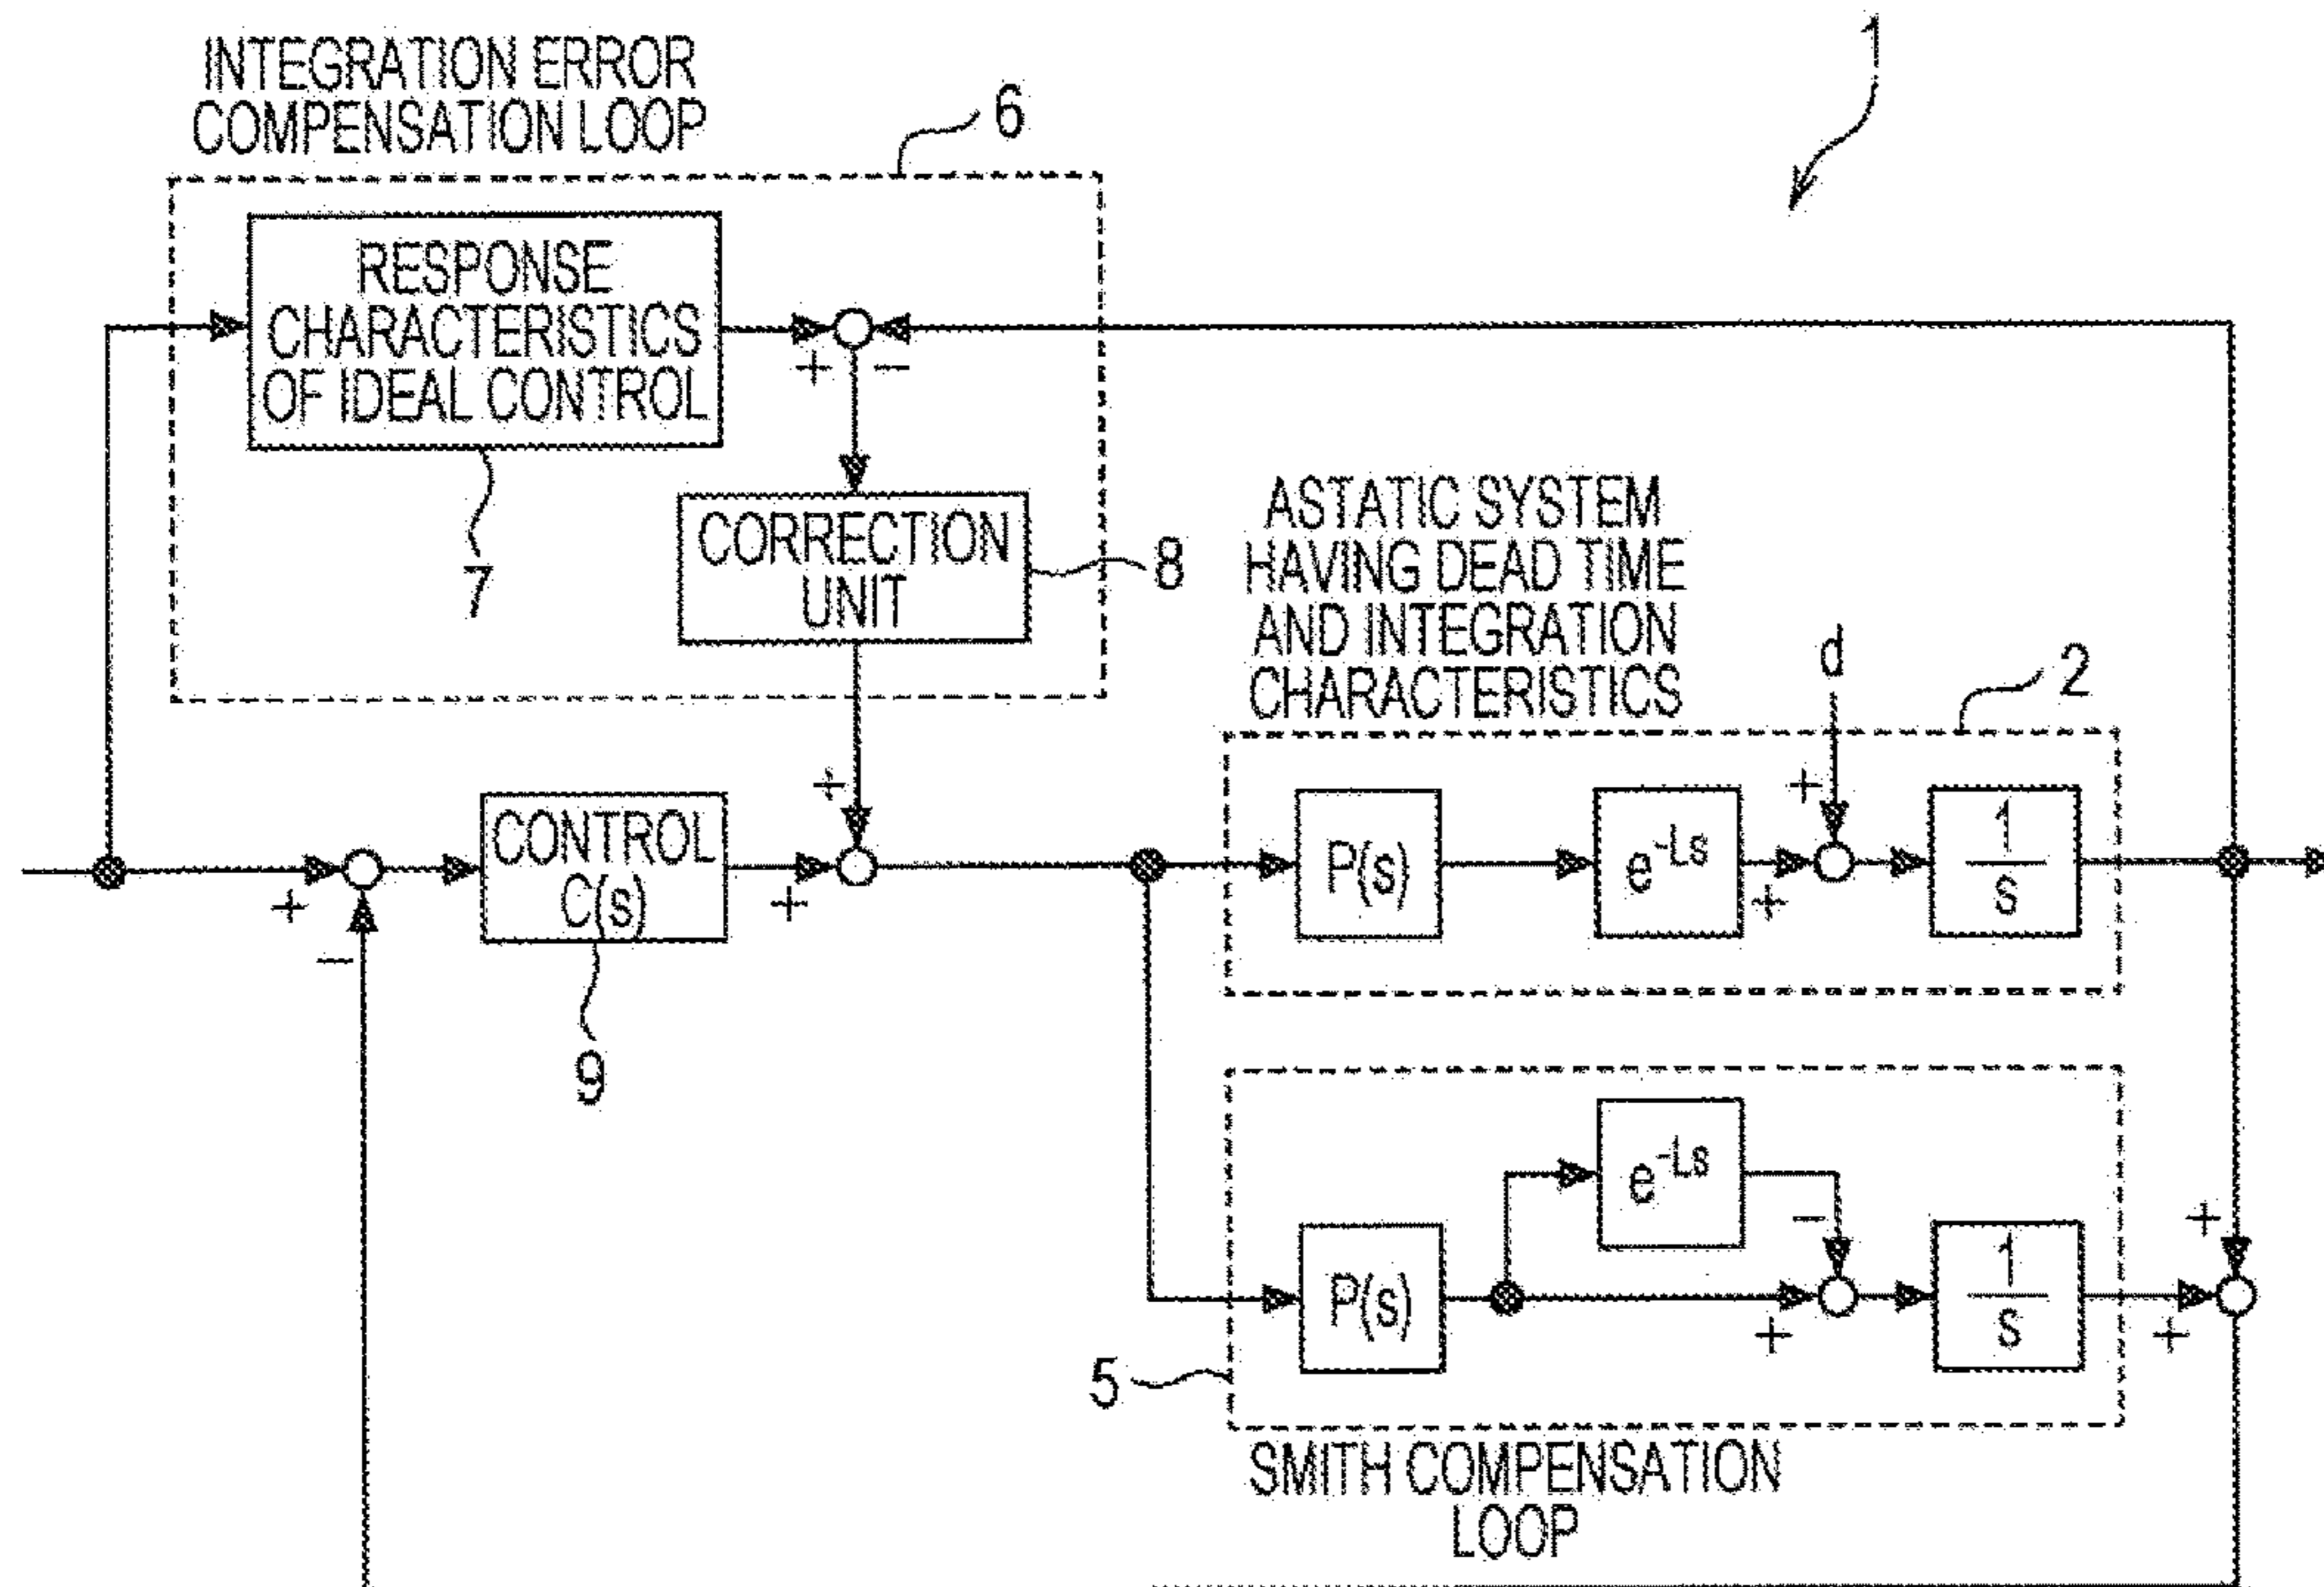 1
INTEGRATION ERROR
COMPENSATION LOOP
6
RESPONSE
CHARACTERISTICS
OF IDEAL CONTROL
+
−
7
CORRECTION
UNIT
8
ASTATIC SYSTEM
HAVING DEAD TIME
AND INTEGRATION
CHARACTERISTICS
d
2
+
−
CONTROL
C(s)
9
+
+
P(s)
e^-Ls
+
+
1
s
5
P(s)
e^-Ls
−
+
1
s
+
+
SMITH COMPENSATION
LOOP